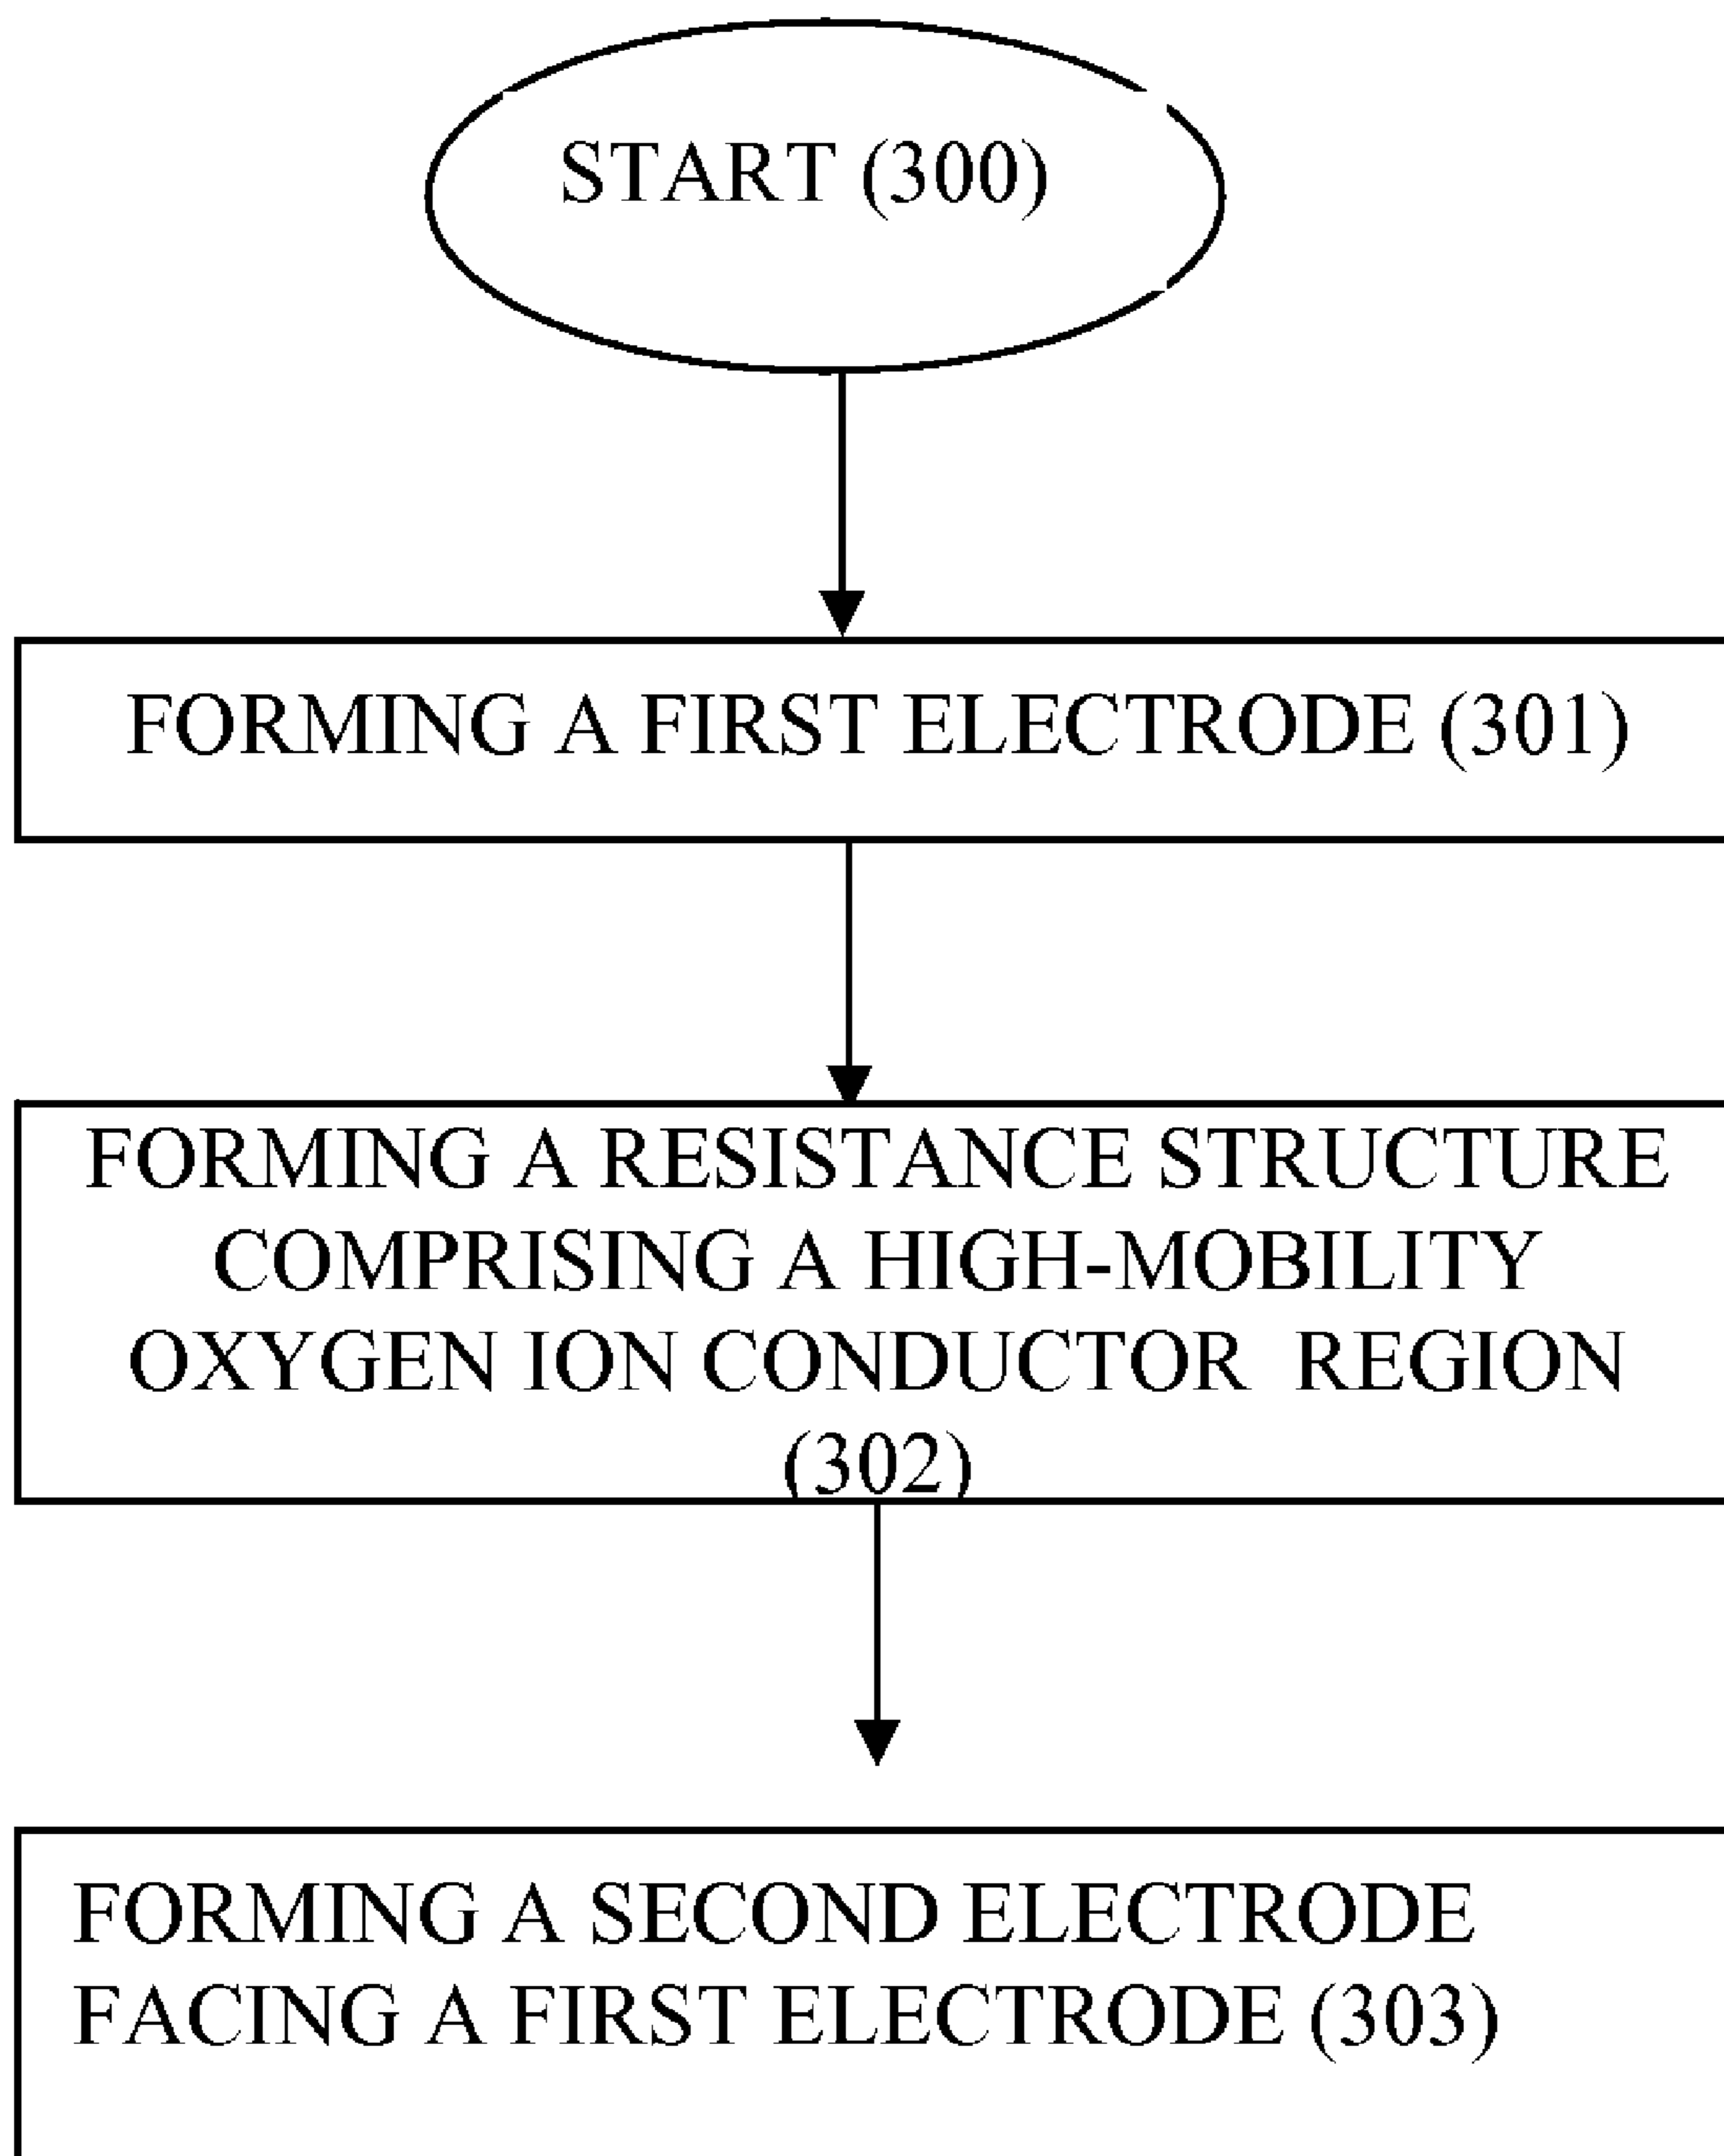 START (300)
FORMING A FIRST ELECTRODE (301)
FORMING A RESISTANCE STRUCTURE
COMPRISING A HIGH-MOBILITY
OXYGEN ION CONDUCTOR REGION
(302)
FORMING A SECOND ELECTRODE
FACING A FIRST ELECTRODE (303)